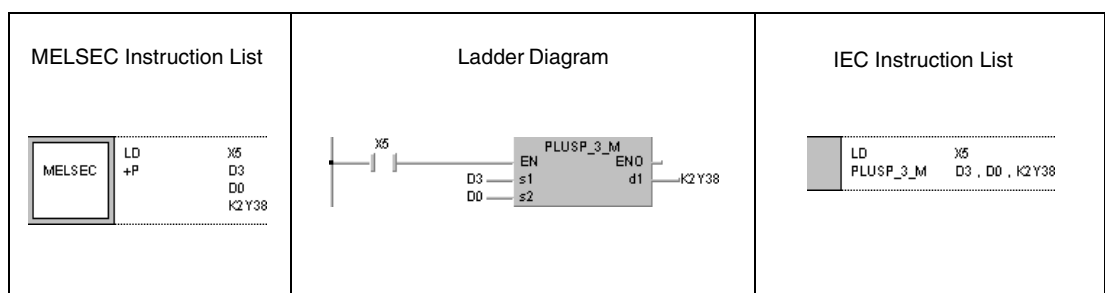 MELSEC Instruction List
Ladder Diagram
IEC Instruction List
MELSEC
LD X5
+P D3
D0
K2Y38
X5
PLUSP_3_M
EN ENO
D3 s1 d1 K2Y38
D0 s2
LD X5
PLUSP_3_M D3 , D0 , K2Y38